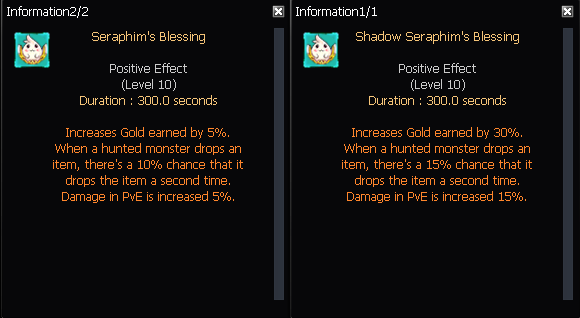 Information2/2
Seraphim's Blessing
Positive Effect
(Level 10)
Duration : 300.0 seconds
Increases Gold earned by 5%.
When a hunted monster drops an
item, there's a 10% chance that it
drops the item a second time.
Damage in PvE is increased 5%.
Information1/1
Shadow Seraphim's Blessing
Positive Effect
(Level 10)
Duration : 300.0 seconds
Increases Gold earned by 30%.
When a hunted monster drops an
item, there's a 15% chance that it
drops the item a second time.
Damage in PvE is increased 15%.